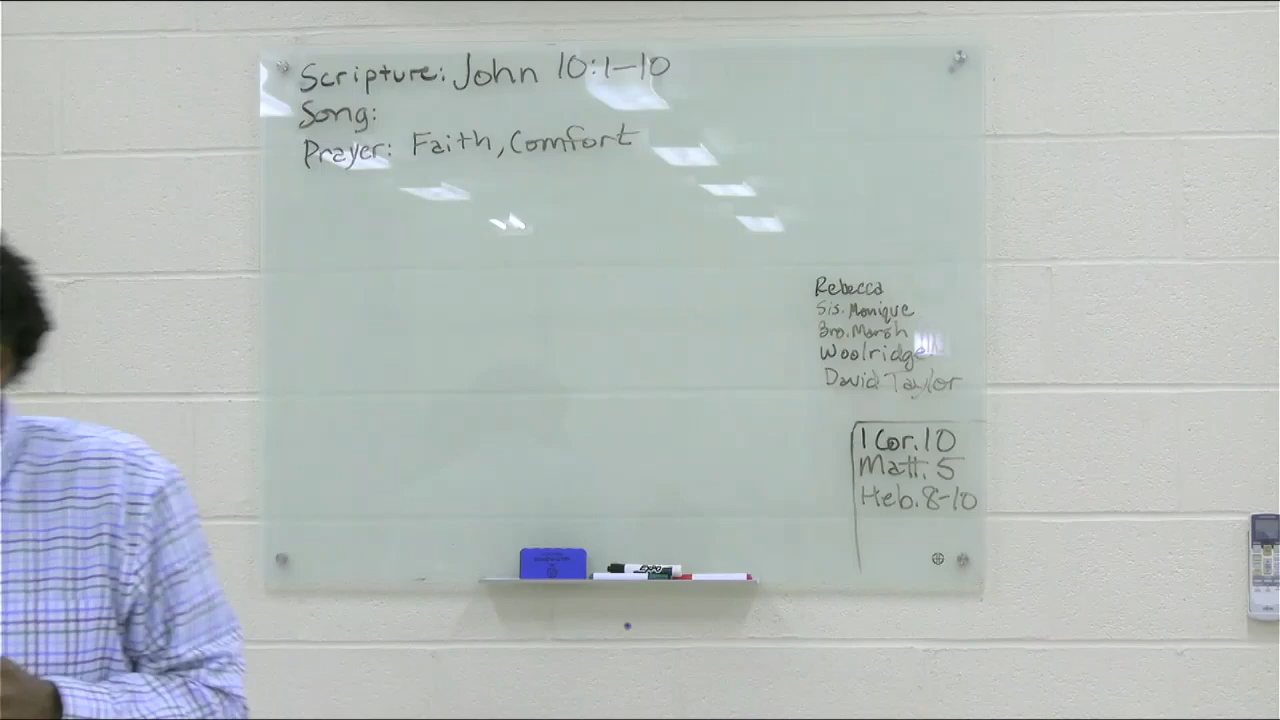 Scripture: John 10:1-10
Song:
Prayer: Faith, Comfort
Rebecca
Sis. Monique
Bro. Marsh
Woolridge
David Taylor
1 Cor. 10
Matt. 5
Heb. 8-10
EXPO